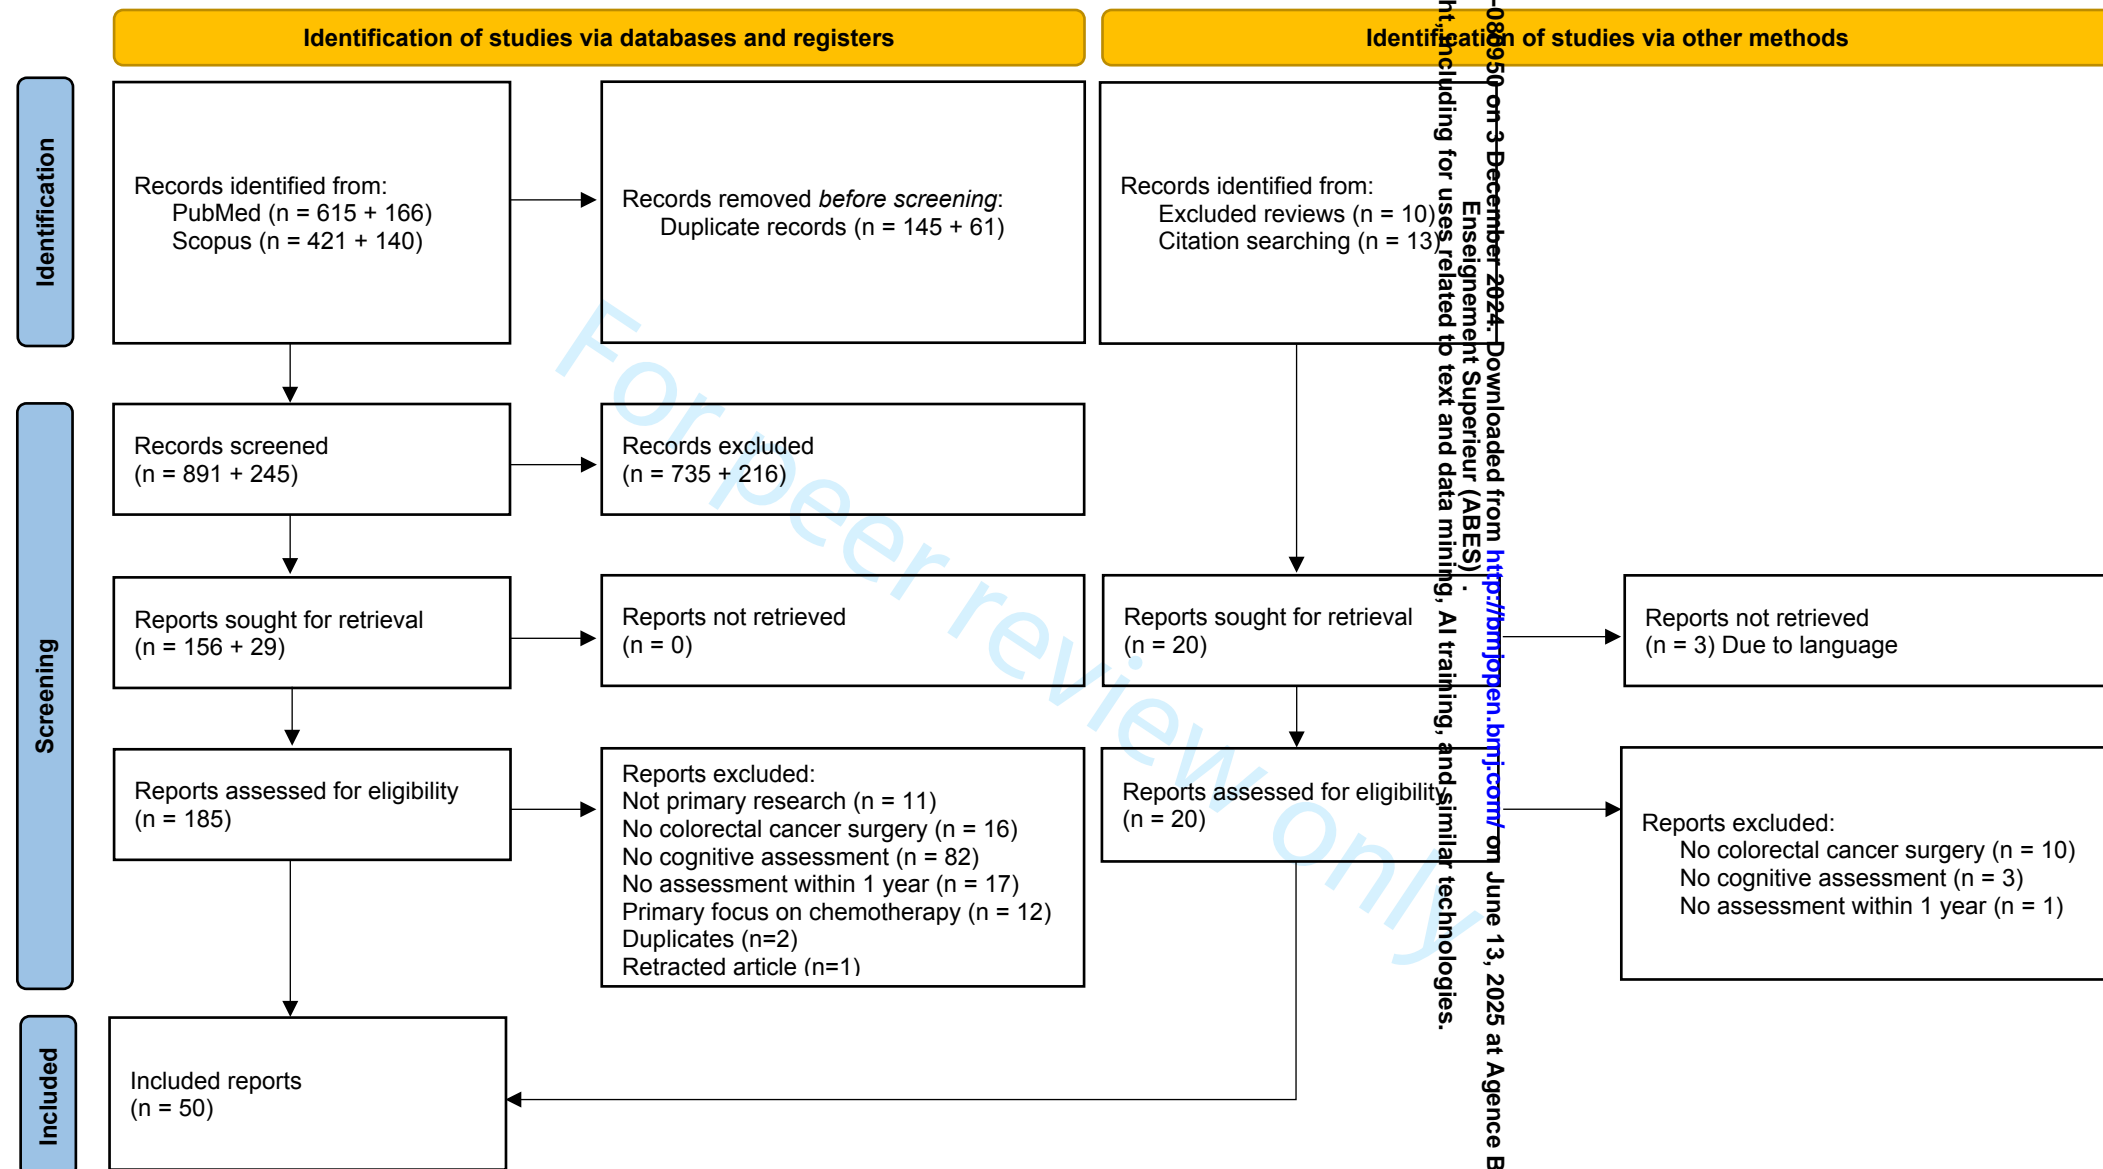 Identification of studies via databases and registers
Identification of studies via other methods
Identification
Records identified from:
PubMed (n = 615 + 166)
Scopus (n = 421 + 140)
Records removed before screening:
Duplicate records (n = 145 + 61)
Records identified from:
Excluded reviews (n = 10)
Citation searching (n = 13)
Screening
Records screened
(n = 891 + 245)
Records excluded
(n = 735 + 216)
Reports sought for retrieval
(n = 156 + 29)
Reports not retrieved
(n = 0)
Reports sought for retrieval
(n = 20)
Reports not retrieved
(n = 3) Due to language
Reports assessed for eligibility
(n = 185)
Reports excluded:
Not primary research (n = 11)
No colorectal cancer surgery (n = 16)
No cognitive assessment (n = 82)
No assessment within 1 year (n = 17)
Primary focus on chemotherapy (n = 12)
Duplicates (n=2)
Retracted article (n=1)
Reports assessed for eligibility
(n = 20)
Reports excluded:
No colorectal cancer surgery (n = 10)
No cognitive assessment (n = 3)
No assessment within 1 year (n = 1)
Included
Included reports
(n = 50)
For peer review only
-080950 on 3 December 2024. Downloaded from http://bmjopen.bmj.com/ on June 13, 2025 at Agence B
Enseignement Superieur (ABES) .
ht, including for uses related to text and data mining, AI training, and similar technologies.